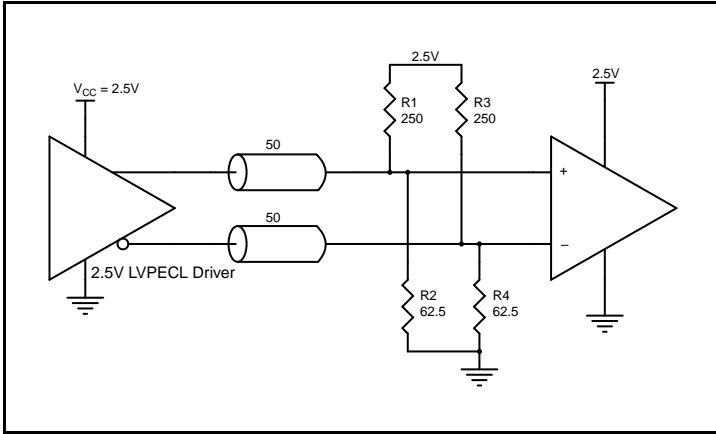 2.5V
V_CC = 2.5V
2.5V
R1
250
R3
250
50
+
50
−
2.5V LVPECL Driver
R2
62.5
R4
62.5